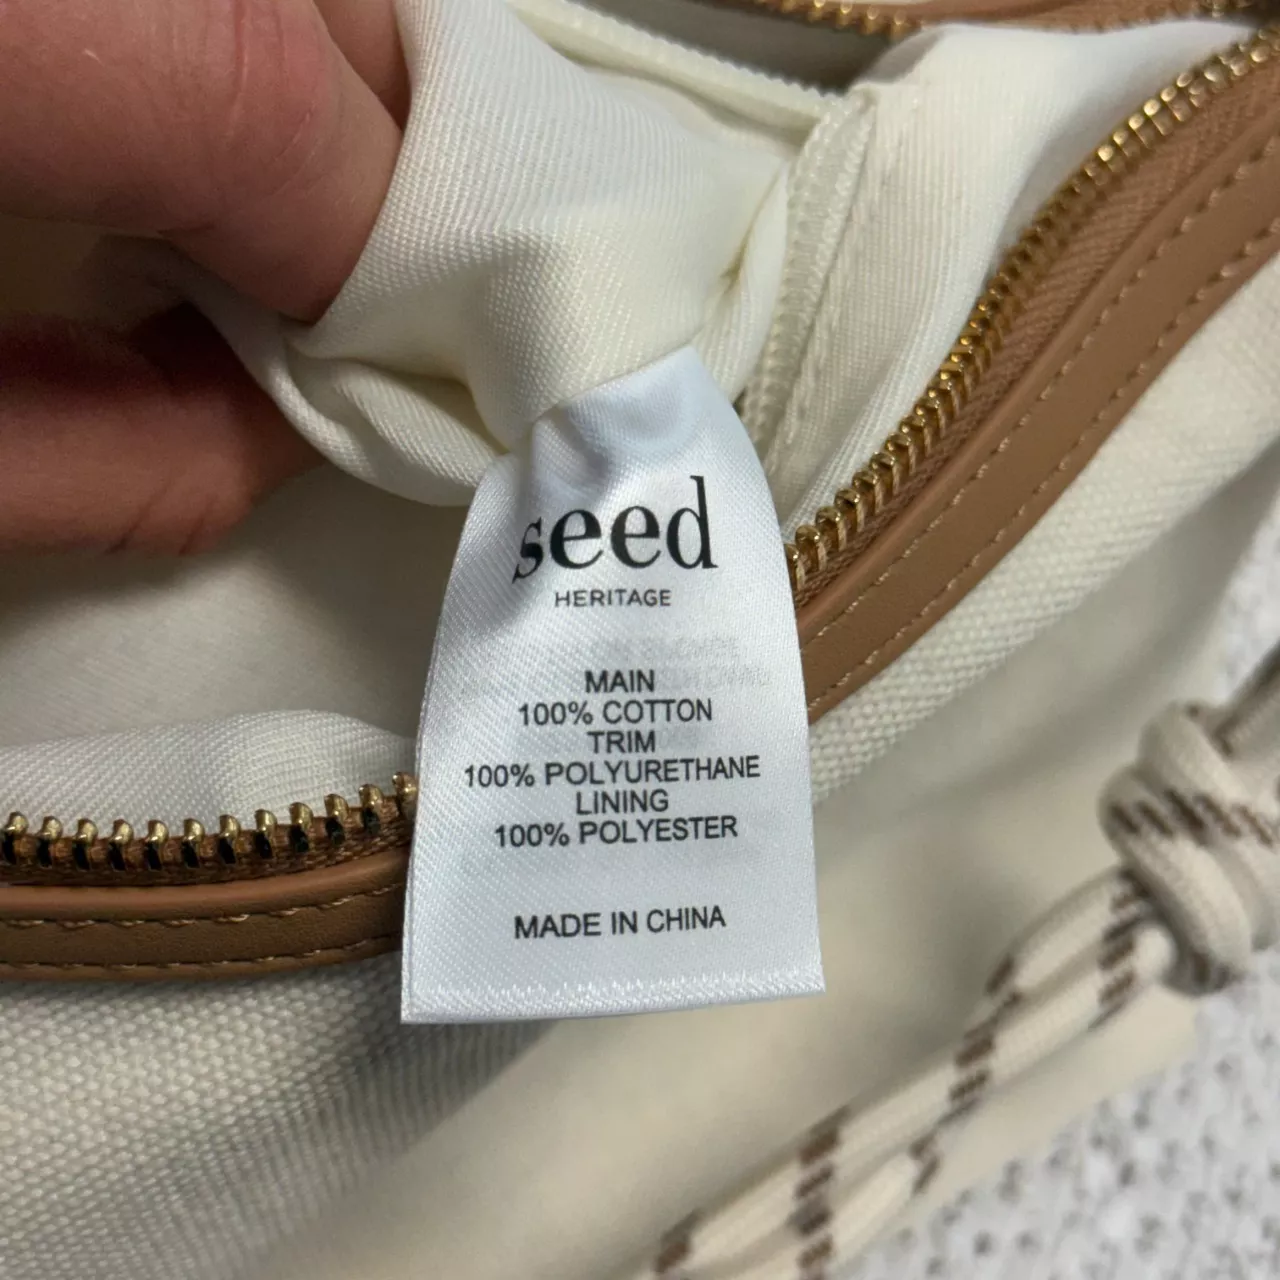 seed
HERITAGE
MAIN
100% COTTON
TRIM
100% POLYURETHANE
LINING
100% POLYESTER
MADE IN CHINA